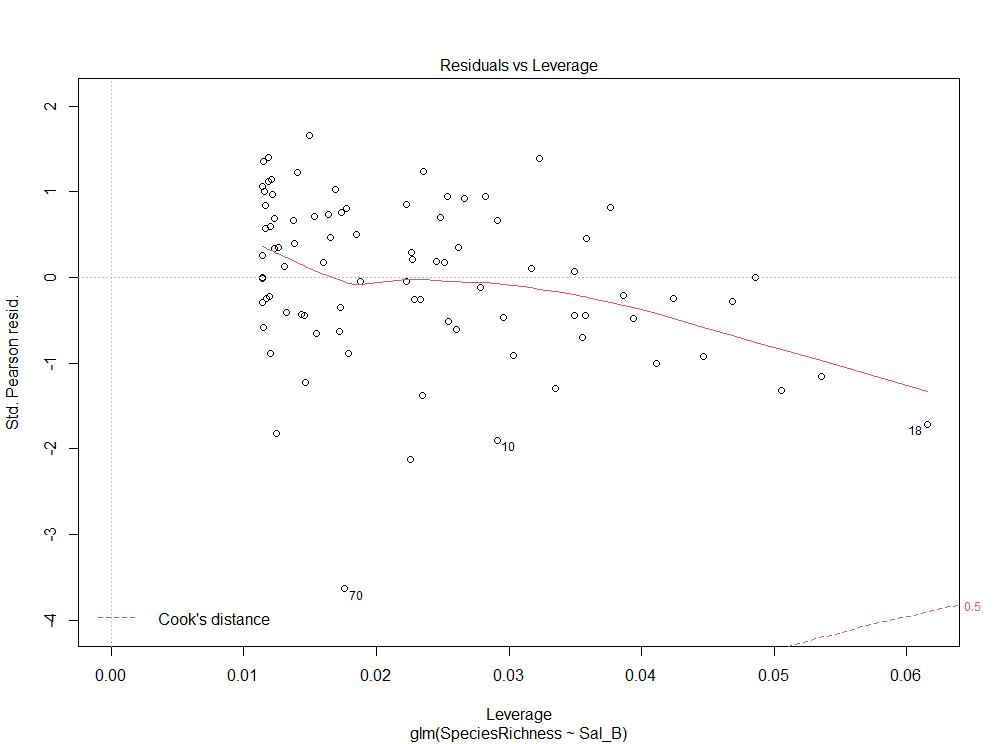 Residuals vs Leverage
Std. Pearson resid.
2
1
0
-1
-2
-3
-4
10
18
70
Cook's distance
0.5
0.00 0.01 0.02 0.03 0.04 0.05 0.06
Leverage
glm(SpeciesRichness ~ Sal_B)